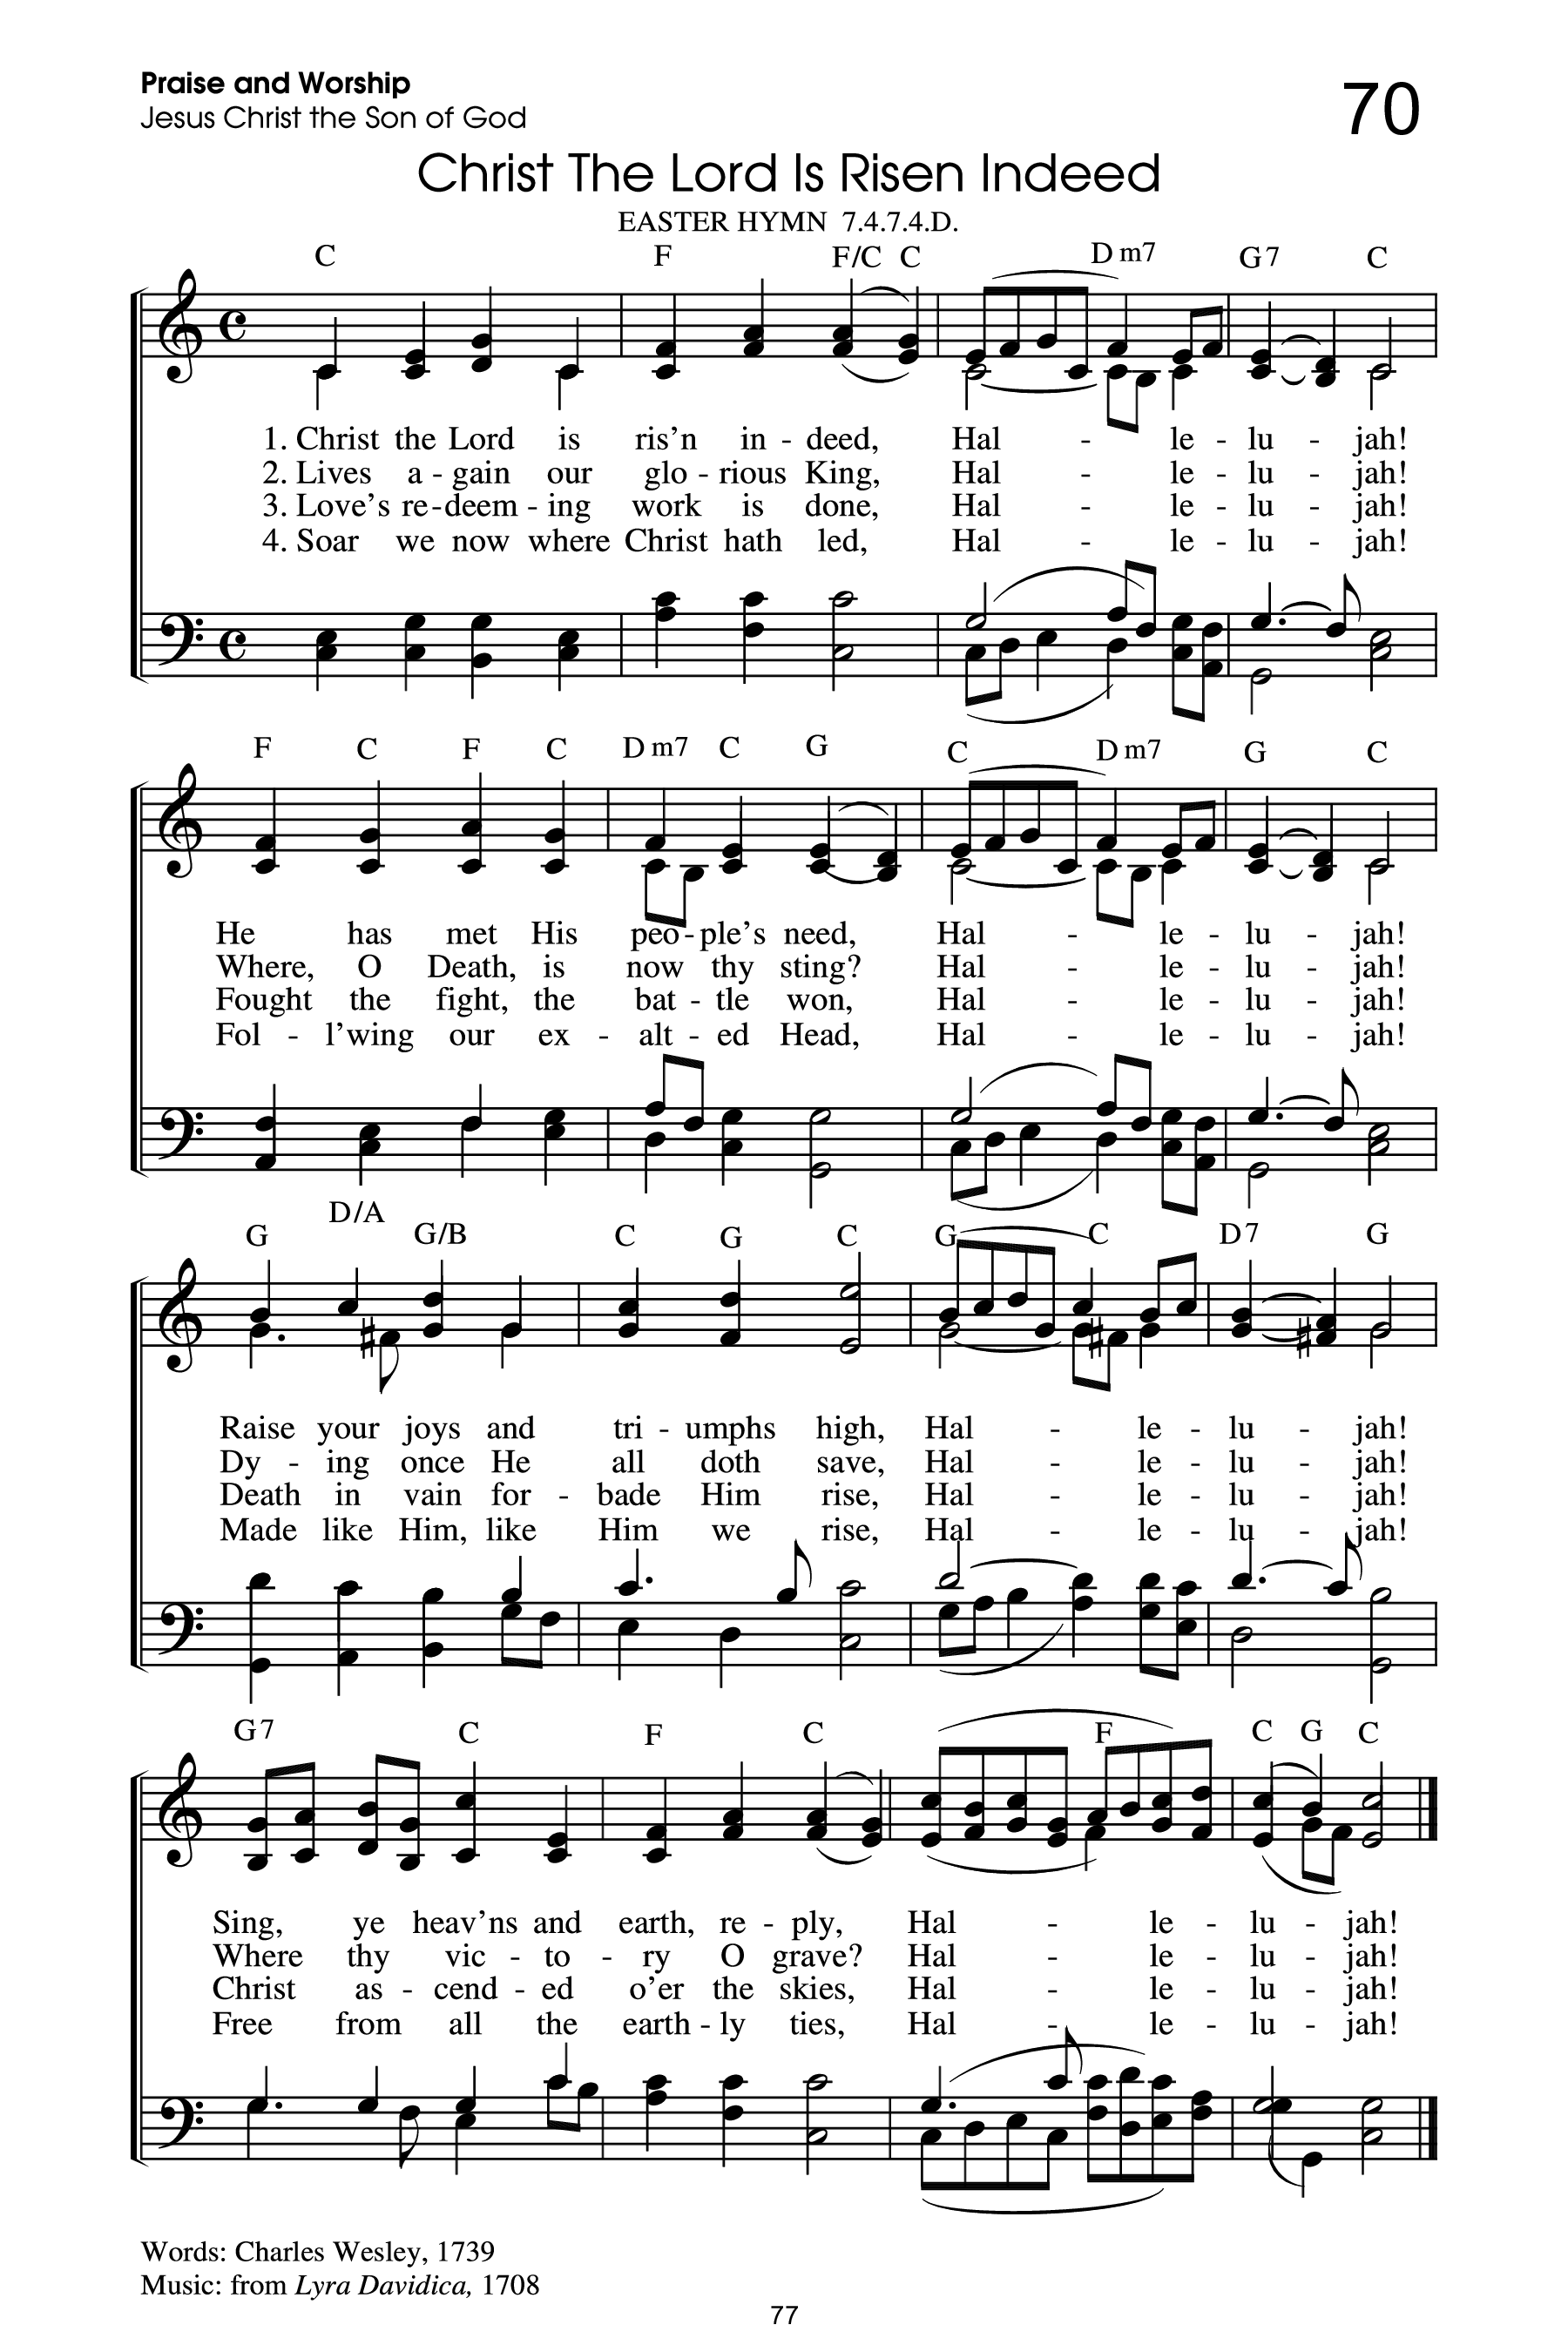 Praise and Worship
70
Jesus Christ the Son of God
Christ The Lord Is Risen Indeed
EASTER HYMN 7.4.7.4.D.
C F F/C C D m7 G 7 C
1. Christ the Lord is ris’n in - deed, Hal - le - lu - jah!
2. Lives a - gain our glo - rious King, Hal - le - lu - jah!
3. Love’s re - deem - ing work is done, Hal - le - lu - jah!
4. Soar we now where Christ hath led, Hal - le - lu - jah!
F C F C D m7 C G C D m7 G C
He has met His peo - ple’s need, Hal - le - lu - jah!
Where, O Death, is now thy sting? Hal - le - lu - jah!
Fought the fight, the bat - tle won, Hal - le - lu - jah!
Fol - l’wing our ex - alt - ed Head, Hal - le - lu - jah!
G D/A G/B C G C G C D 7 G
Raise your joys and tri - umphs high, Hal - le - lu - jah!
Dy - ing once He all doth save, Hal - le - lu - jah!
Death in vain for - bade Him rise, Hal - le - lu - jah!
Made like Him, like Him we rise, Hal - le - lu - jah!
G 7 C F C F C G C
Sing, ye heav’ns and earth, re - ply, Hal - le - lu - jah!
Where thy vic - to - ry O grave? Hal - le - lu - jah!
Christ as - cend - ed o’er the skies, Hal - le - lu - jah!
Free from all the earth - ly ties, Hal - le - lu - jah!
Words: Charles Wesley, 1739
Music: from Lyra Davidica, 1708
77